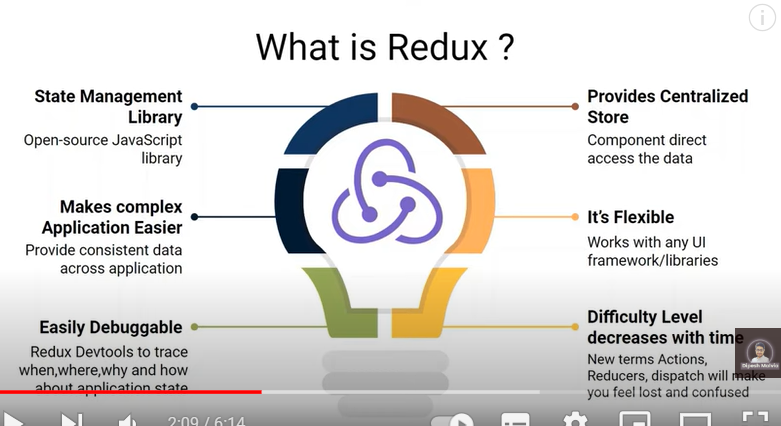 What is Redux ?
State Management
Library
Open-source JavaScript
library
Provides Centralized
Store
Component direct
access the data
Makes complex
Application Easier
Provide consistent data
across application
It's Flexible
Works with any UI
framework/libraries
Easily Debuggable
Redux Devtools to trace
when,where,why and how
about application state
Difficulty Level
decreases with time
New terms Actions,
Reducers, dispatch will make
you feel lost and confused
2:09 / 6:14